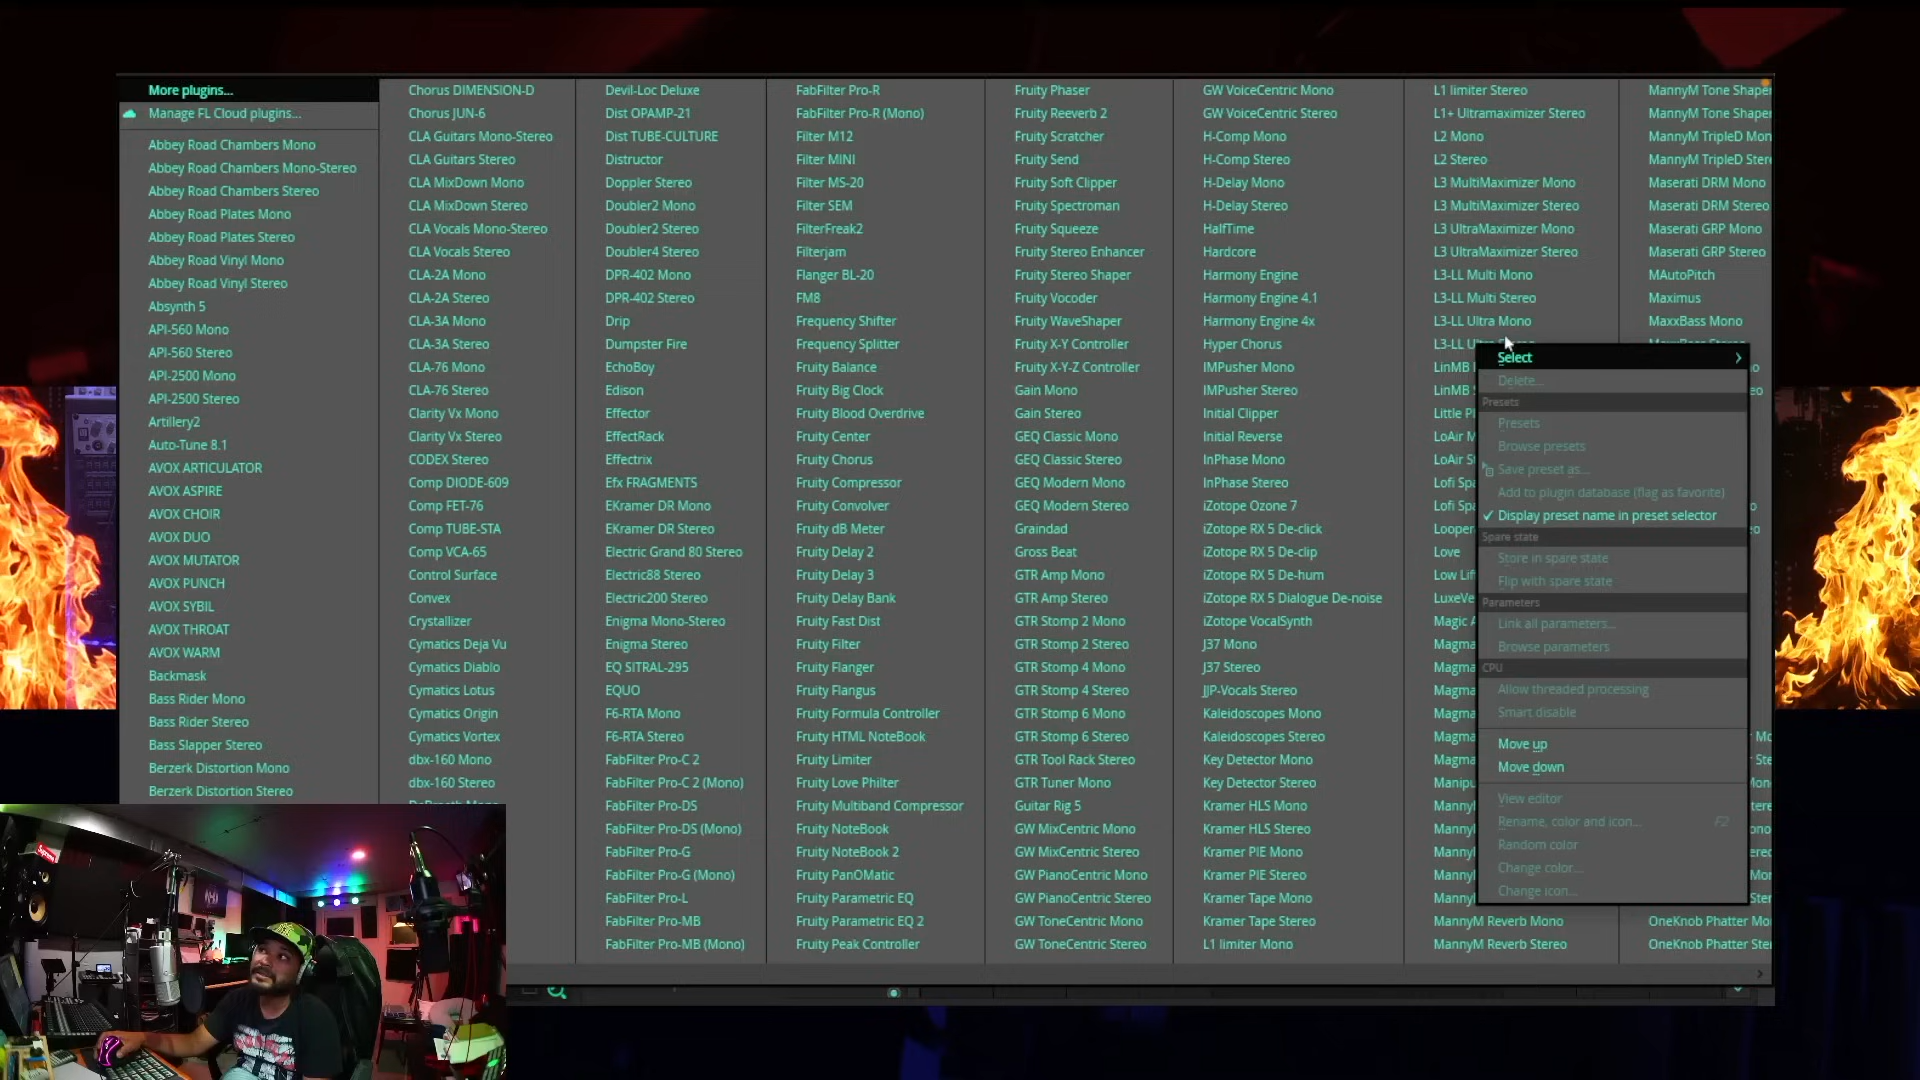 More plugins...
Manage FL Cloud plugins...
Abbey Road Chambers Mono
Abbey Road Chambers Mono-Stereo
Abbey Road Chambers Stereo
Abbey Road Plates Mono
Abbey Road Plates Stereo
Abbey Road Vinyl Mono
Abbey Road Vinyl Stereo
Absynth 5
API-560 Mono
API-560 Stereo
API-2500 Mono
API-2500 Stereo
Artillery2
Auto-Tune 8.1
AVOX ARTICULATOR
AVOX ASPIRE
AVOX CHOIR
AVOX DUO
AVOX MUTATOR
AVOX PUNCH
AVOX SYBIL
AVOX THROAT
AVOX WARM
Backmask
Bass Rider Mono
Bass Rider Stereo
Bass Slapper Stereo
Berzerk Distortion Mono
Berzerk Distortion Stereo
Chorus DIMENSION-D
Chorus JUN-6
CLA Guitars Mono-Stereo
CLA Guitars Stereo
CLA MixDown Mono
CLA MixDown Stereo
CLA Vocals Mono-Stereo
CLA Vocals Stereo
CLA-2A Mono
CLA-2A Stereo
CLA-3A Mono
CLA-3A Stereo
CLA-76 Mono
CLA-76 Stereo
Clarity Vx Mono
Clarity Vx Stereo
CODEX Stereo
Comp DIODE-609
Comp FET-76
Comp TUBE-STA
Comp VCA-65
Control Surface
Convex
Crystallizer
Cymatics Deja Vu
Cymatics Diablo
Cymatics Lotus
Cymatics Origin
Cymatics Vortex
dbx-160 Mono
dbx-160 Stereo
Devil-Loc Deluxe
Dist OPAMP-21
Dist TUBE-CULTURE
Distructor
Doppler Stereo
Doubler2 Mono
Doubler2 Stereo
Doubler4 Stereo
DPR-402 Mono
DPR-402 Stereo
Drip
Dumpster Fire
EchoBoy
Edison
Effector
EffectRack
Effectrix
Efx FRAGMENTS
EKramer DR Mono
EKramer DR Stereo
Electric Grand 80 Stereo
Electric88 Stereo
Electric200 Stereo
Enigma Mono-Stereo
Enigma Stereo
EQ SITRAL-295
EQUO
F6-RTA Mono
F6-RTA Stereo
FabFilter Pro-C 2
FabFilter Pro-C 2 (Mono)
FabFilter Pro-DS
FabFilter Pro-DS (Mono)
FabFilter Pro-G
FabFilter Pro-G (Mono)
FabFilter Pro-L
FabFilter Pro-MB
FabFilter Pro-MB (Mono)
FabFilter Pro-R
FabFilter Pro-R (Mono)
Filter M12
Filter MINI
Filter MS-20
Filter SEM
FilterFreak2
Filterjam
Flanger BL-20
FM8
Frequency Shifter
Frequency Splitter
Fruity Balance
Fruity Big Clock
Fruity Blood Overdrive
Fruity Center
Fruity Chorus
Fruity Compressor
Fruity Convolver
Fruity dB Meter
Fruity Delay 2
Fruity Delay 3
Fruity Delay Bank
Fruity Fast Dist
Fruity Filter
Fruity Flanger
Fruity Flangus
Fruity Formula Controller
Fruity HTML NoteBook
Fruity Limiter
Fruity Love Philter
Fruity Multiband Compressor
Fruity NoteBook
Fruity NoteBook 2
Fruity PanOMatic
Fruity Parametric EQ
Fruity Parametric EQ 2
Fruity Peak Controller
Fruity Phaser
Fruity Reeverb 2
Fruity Scratcher
Fruity Send
Fruity Soft Clipper
Fruity Spectroman
Fruity Squeeze
Fruity Stereo Enhancer
Fruity Stereo Shaper
Fruity Vocoder
Fruity WaveShaper
Fruity X-Y Controller
Fruity X-Y-Z Controller
Gain Mono
Gain Stereo
GEQ Classic Mono
GEQ Classic Stereo
GEQ Modern Mono
GEQ Modern Stereo
Graindad
Gross Beat
GTR Amp Mono
GTR Amp Stereo
GTR Stomp 2 Mono
GTR Stomp 2 Stereo
GTR Stomp 4 Mono
GTR Stomp 4 Stereo
GTR Stomp 6 Mono
GTR Stomp 6 Stereo
GTR Tool Rack Stereo
GTR Tuner Mono
Guitar Rig 5
GW MixCentric Mono
GW MixCentric Stereo
GW PianoCentric Mono
GW PianoCentric Stereo
GW ToneCentric Mono
GW ToneCentric Stereo
GW VoiceCentric Mono
GW VoiceCentric Stereo
H-Comp Mono
H-Comp Stereo
H-Delay Mono
H-Delay Stereo
HalfTime
Hardcore
Harmony Engine
Harmony Engine 4.1
Harmony Engine 4x
Hyper Chorus
IMPusher Mono
IMPusher Stereo
Initial Clipper
Initial Reverse
InPhase Mono
InPhase Stereo
iZotope Ozone 7
iZotope RX 5 De-click
iZotope RX 5 De-clip
iZotope RX 5 De-hum
iZotope RX 5 Dialogue De-noise
iZotope VocalSynth
J37 Mono
J37 Stereo
JJP-Vocals Stereo
Kaleidoscopes Mono
Kaleidoscopes Stereo
Key Detector Mono
Key Detector Stereo
Kramer HLS Mono
Kramer HLS Stereo
Kramer PIE Mono
Kramer PIE Stereo
Kramer Tape Mono
Kramer Tape Stereo
L1 limiter Mono
L1 limiter Stereo
L1+ Ultramaximizer Stereo
L2 Mono
L2 Stereo
L3 MultiMaximizer Mono
L3 MultiMaximizer Stereo
L3 UltraMaximizer Mono
L3 UltraMaximizer Stereo
L3-LL Multi Mono
L3-LL Multi Stereo
L3-LL Ultra Mono
L3-LL
LinMB
LinMB
Little
LoAir
LoAir
Lofi
Lofi
Looper
Love
Low
Magic
Magma
Magma
Magma
Magma
Magma
MannyM Reverb Mono
MannyM Reverb Stereo
MannyM Tone Shaper
MannyM Tone Shaper
MannyM TripleD Mon
MannyM TripleD Ster
Maserati DRM Mono
Maserati DRM Stereo
Maserati GRP Mono
Maserati GRP Stereo
MAutoPitch
Maximus
MaxxBass Mono
OneKnob Phatter Mo
OneKnob Phatter Ste
Select
Delete...
Presets
Presets
Browse presets
Save preset as...
Add to plugin database (flag as favorite)
Display preset name in preset selector
Spare state
Store in spare state
Flip with spare state
Parameters
Link all parameters...
Browse parameters
CPU
Allow threaded processing
Smart disable
Move up
Move down
View editor
Rename, color and icon... F2
Random color
Change color...
Change icon...